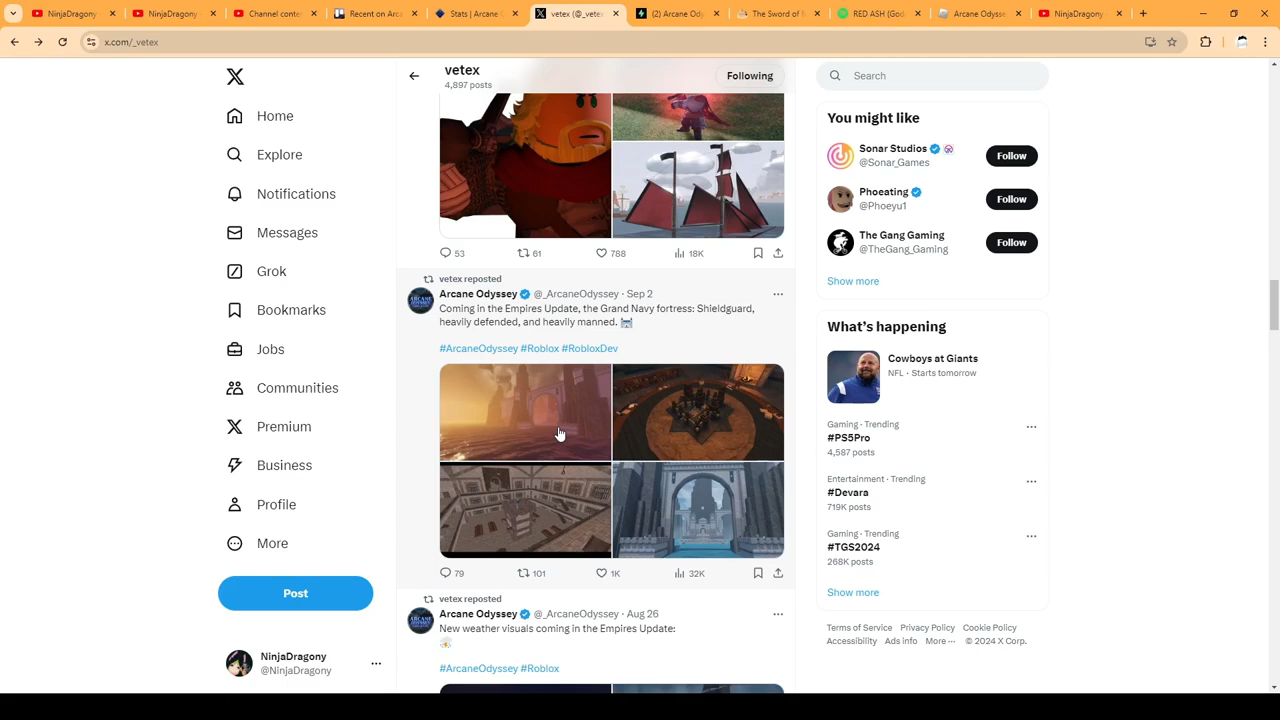 NinjaDragony
NinjaDragony
Channel conten
Recent on Arc
Stats | Arcane
vetex (@_vetex
(2) Arcane Ody
The Sword of M
RED ASH (God
Arcane Odysse
NinjaDragony
x.com/_vetex
Home
Explore
Notifications
Messages
Grok
Bookmarks
Jobs
Communities
Premium
Business
Profile
More
Post
NinjaDragony
@NinjaDragony
vetex
4,897 posts
Following
53 61 788 18K
vetex reposted
Arcane Odyssey @_ArcaneOdyssey · Sep 2
Coming in the Empires Update, the Grand Navy fortress: Shieldguard,
heavily defended, and heavily manned.
#ArcaneOdyssey #Roblox #RobloxDev
79 101 1K 32K
vetex reposted
Arcane Odyssey @_ArcaneOdyssey · Aug 26
New weather visuals coming in the Empires Update:
#ArcaneOdyssey #Roblox
Search
You might like
Sonar Studios
@Sonar_Games
Follow
Phoeating
@Phoeyu1
Follow
The Gang Gaming
@TheGang_Gaming
Follow
Show more
What's happening
Cowboys at Giants
NFL · Starts tomorrow
Gaming · Trending
#PS5Pro
4,587 posts
Entertainment · Trending
#Devara
719K posts
Gaming · Trending
#TGS2024
268K posts
Show more
Terms of Service Privacy Policy Cookie Policy
Accessibility Ads info More ··· © 2024 X Corp.